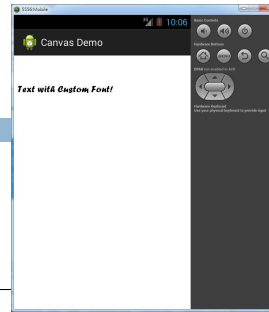 5556:Mobile
10:06
Basic Controls
Canvas Demo
Hardware Buttons
MENU
DPAD not enabled in AVD
Text with Custom Font!
Hardware Keyboard
Use your physical keyboard to provide input